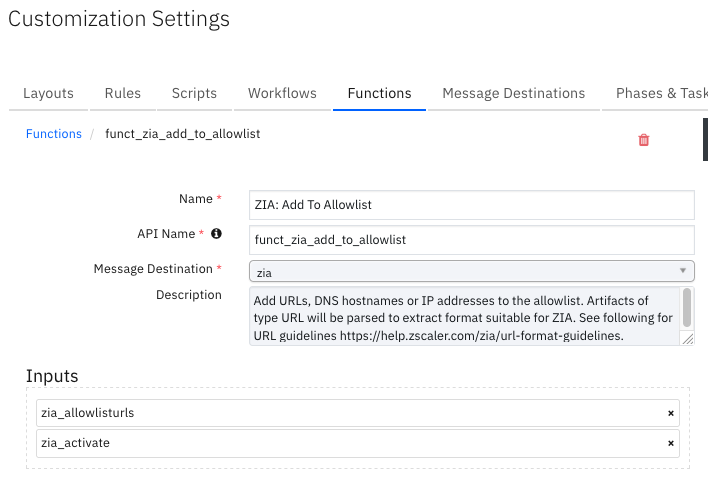 Customization Settings
Layouts Rules Scripts Workflows Functions Message Destinations Phases & Task
Functions / funct_zia_add_to_allowlist
Name * ZIA: Add To Allowlist
API Name * funct_zia_add_to_allowlist
Message Destination * zia
Description Add URLs, DNS hostnames or IP addresses to the allowlist. Artifacts of
type URL will be parsed to extract format suitable for ZIA. See following for
URL guidelines https://help.zscaler.com/zia/url-format-guidelines.
Inputs
zia_allowlisturls ×
zia_activate ×